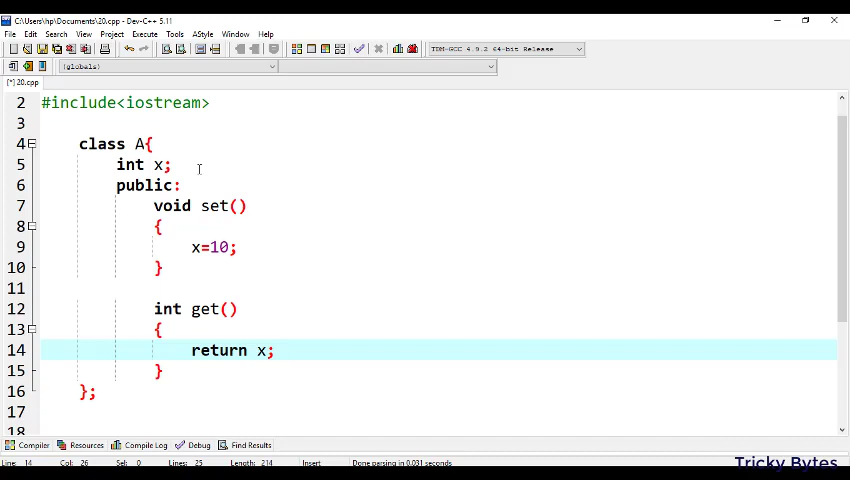 C:\Users\hp\Documents\20.cpp - Dev-C++ 5.11
File Edit Search View Project Execute Tools AStyle Window Help
TDM-GCC 4.9.2 64-bit Release
(globals)
[*] 20.cpp
2 #include<iostream>
3
4 class A{
5 int x;
6 public:
7 void set()
8 {
9 x=10;
10 }
11
12 int get()
13 {
14 return x;
15 }
16 };
17
18
Compiler Resources Compile Log Debug Find Results
Line: 14 Col: 26 Sel: 0 Lines: 25 Length: 214 Insert Done parsing in 0.031 seconds
Tricky Bytes